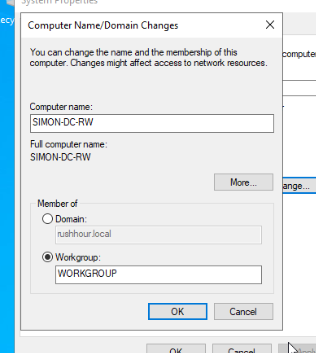 System Properties
Computer Name/Domain Changes
You can change the name and the membership of this
computer. Changes might affect access to network resources.
Computer name:
SIMON-DC-RW
Full computer name:
SIMON-DC-RW
More...
Member of
Domain:
rushhour.local
Workgroup:
WORKGROUP
OK
Cancel
compute
ange...
OK
Cancel